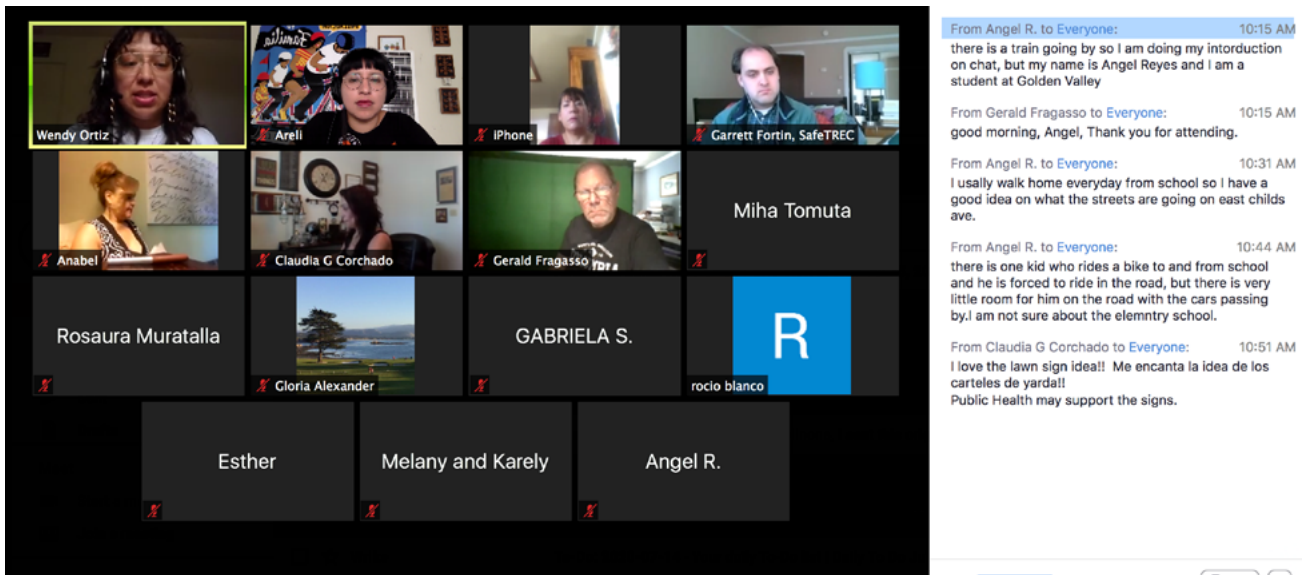 Familia
Wendy Ortiz
Areli
iPhone
Garrett Fortin, SafeTREC
Anabel
Claudia G Corchado
Gerald Fragasso
Miha Tomuta
Rosaura Muratalla
Gloria Alexander
GABRIELA S.
R
rocio blanco
Esther
Melany and Karely
Angel R.
From Angel R. to Everyone: 10:15 AM
there is a train going by so I am doing my intorduction
on chat, but my name is Angel Reyes and I am a
student at Golden Valley
From Gerald Fragasso to Everyone: 10:15 AM
good morning, Angel, Thank you for attending.
From Angel R. to Everyone: 10:31 AM
I usally walk home everyday from school so I have a
good idea on what the streets are going on east childs
ave.
From Angel R. to Everyone: 10:44 AM
there is one kid who rides a bike to and from school
and he is forced to ride in the road, but there is very
little room for him on the road with the cars passing
by.I am not sure about the elemntry school.
From Claudia G Corchado to Everyone: 10:51 AM
I love the lawn sign idea!! Me encanta la idea de los
carteles de yarda!!
Public Health may support the signs.